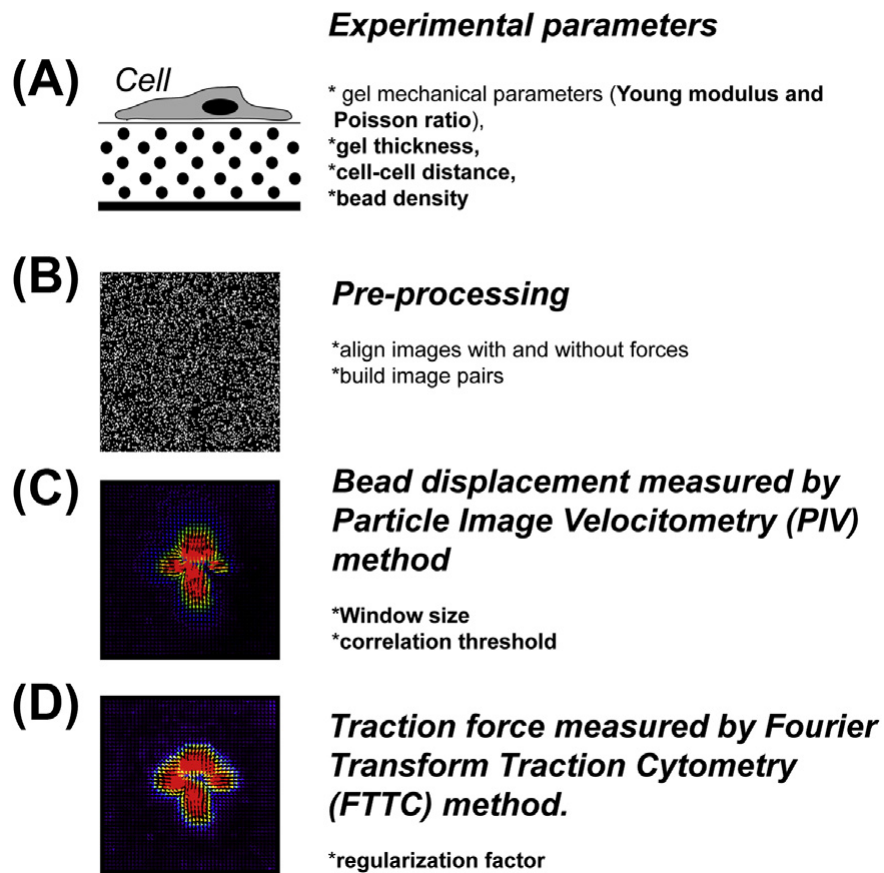 Experimental parameters
(A)
Cell
* gel mechanical parameters (Young modulus and
Poisson ratio),
*gel thickness,
*cell-cell distance,
*bead density
(B)
Pre-processing
*align images with and without forces
*build image pairs
(C)
Bead displacement measured by
Particle Image Velocitometry (PIV)
method
*Window size
*correlation threshold
(D)
Traction force measured by Fourier
Transform Traction Cytometry
(FTTC) method.
*regularization factor